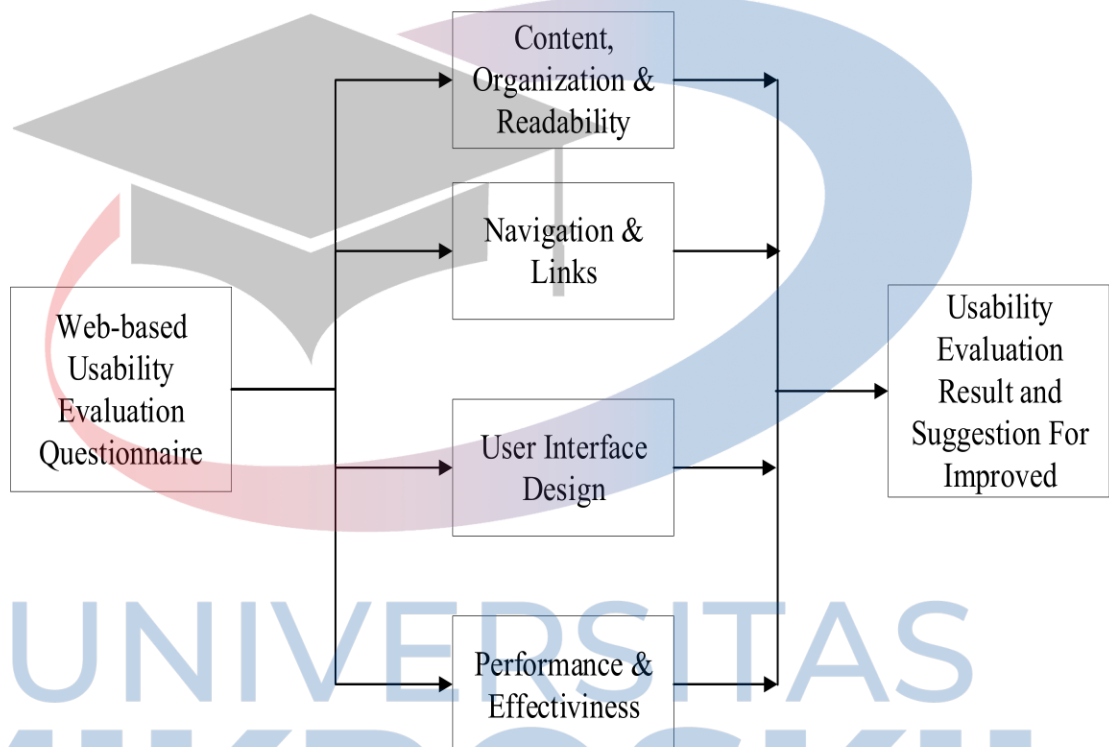 Web-based
Usability
Evaluation
Questionnaire
Content,
Organization &
Readability
Navigation &
Links
User Interface
Design
Performance &
Effectiviness
Usability
Evaluation
Result and
Suggestion For
Improved
UNIVERSITAS